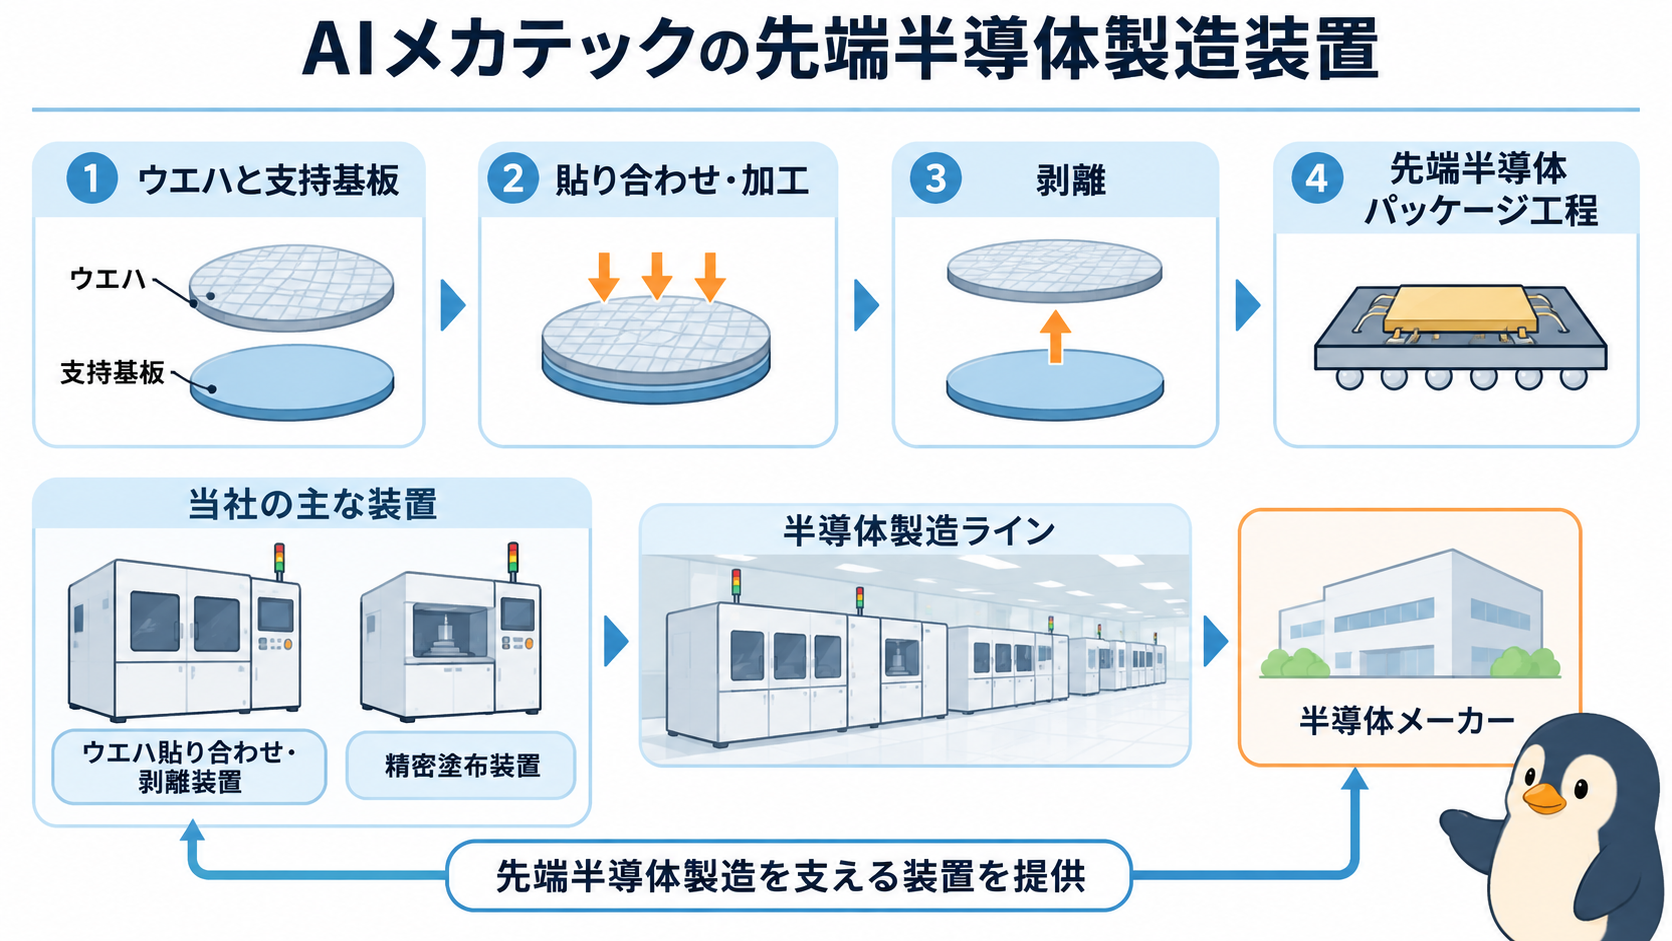 AIメカテックの先端半導体製造装置
1 ウエハと支持基板
ウエハ
支持基板
2 貼り合わせ・加工
3 剥離
4 先端半導体
パッケージ工程
当社の主な装置
ウエハ貼り合わせ・
剥離装置
精密塗布装置
半導体製造ライン
半導体メーカー
先端半導体製造を支える装置を提供